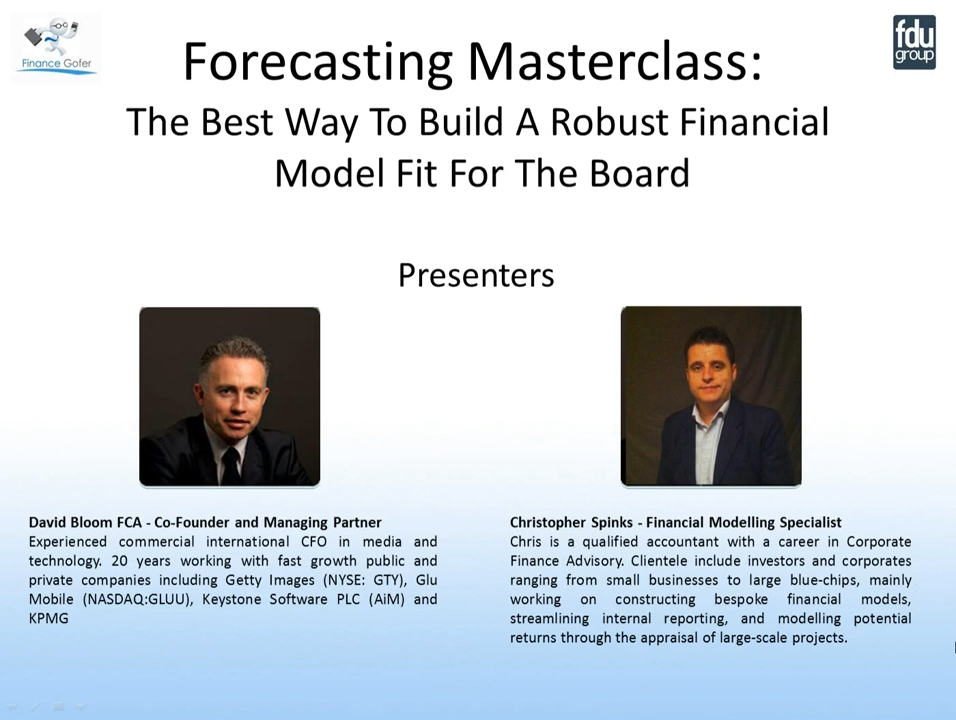 Finance Gofer
fdu
group
Forecasting Masterclass:
The Best Way To Build A Robust Financial
Model Fit For The Board
Presenters
David Bloom FCA - Co-Founder and Managing Partner
Experienced commercial international CFO in media and
technology. 20 years working with fast growth public and
private companies including Getty Images (NYSE: GTY), Glu
Mobile (NASDAQ:GLUU), Keystone Software PLC (AiM) and
KPMG
Christopher Spinks - Financial Modelling Specialist
Chris is a qualified accountant with a career in Corporate
Finance Advisory. Clientele include investors and corporates
ranging from small businesses to large blue-chips, mainly
working on constructing bespoke financial models,
streamlining internal reporting, and modelling potential
returns through the appraisal of large-scale projects.